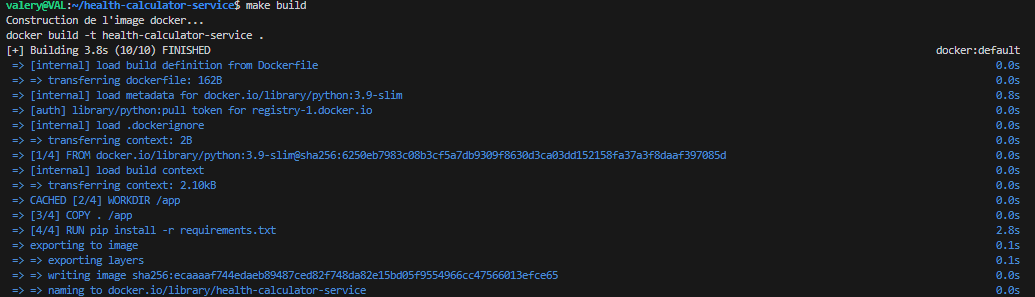 valery@VAL:~/health-calculator-service$ make build
Construction de l'image docker...
docker build -t health-calculator-service .
[+] Building 3.8s (10/10) FINISHED docker:default
=> [internal] load build definition from Dockerfile 0.0s
=> => transferring dockerfile: 162B 0.0s
=> [internal] load metadata for docker.io/library/python:3.9-slim 0.8s
=> [auth] library/python:pull token for registry-1.docker.io 0.0s
=> [internal] load .dockerignore 0.0s
=> => transferring context: 2B 0.0s
=> [1/4] FROM docker.io/library/python:3.9-slim@sha256:6250eb7983c08b3cf5a7db9309f8630d3ca03dd152158fa37a3f8daaf397085d 0.0s
=> [internal] load build context 0.0s
=> => transferring context: 2.10kB 0.0s
=> CACHED [2/4] WORKDIR /app 0.0s
=> [3/4] COPY . /app 0.0s
=> [4/4] RUN pip install -r requirements.txt 2.8s
=> exporting to image 0.1s
=> => exporting layers 0.1s
=> => writing image sha256:ecaaaaf744edaeb89487ced82f748da82e15bd05f9554966cc47566013efce65 0.0s
=> => naming to docker.io/library/health-calculator-service 0.0s